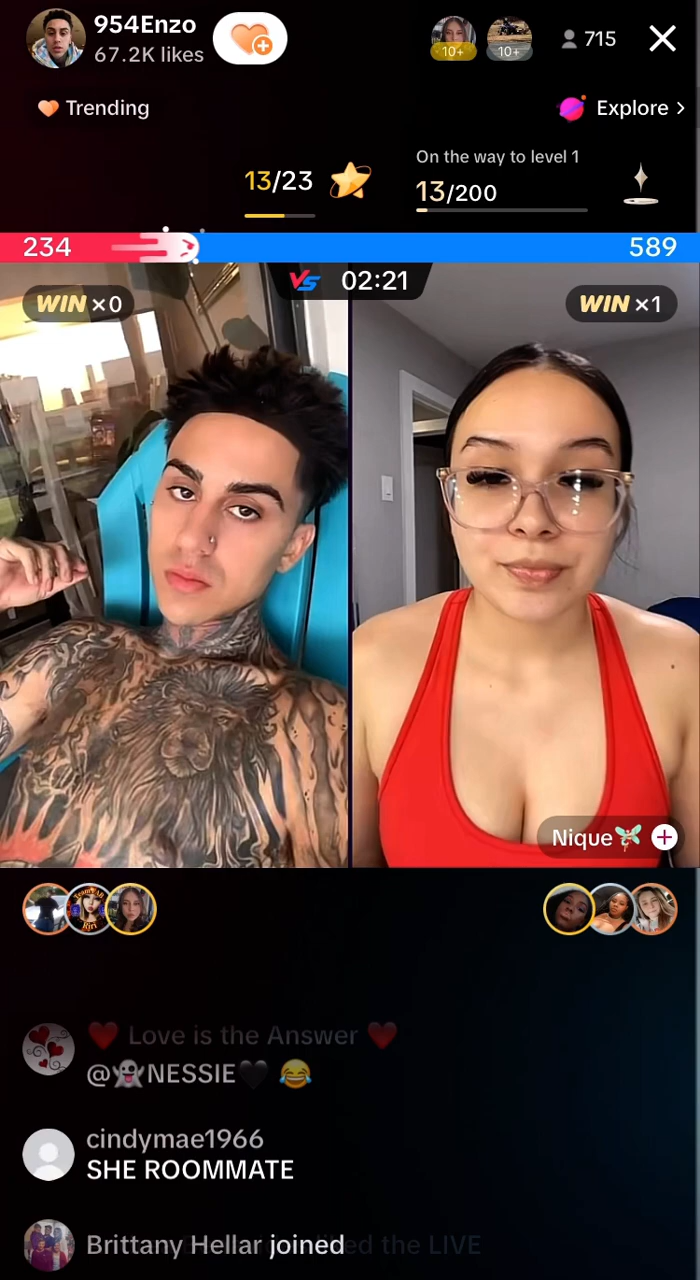 954Enzo
67.2K likes
10+
10+
715
Trending
Explore >
13/23
On the way to level 1
13/200
234
589
VS 02:21
WIN ×0
WIN ×1
Nique
Love is the Answer
@👻NESSIE🖤 😂
cindymae1966
SHE ROOMMATE
Brittany Hellar joined
the LIVE